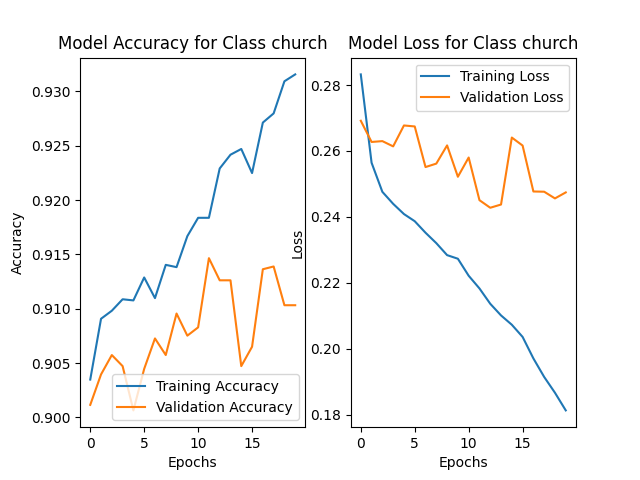 Model Accuracy for Class church
0.930
0.925
0.920
0.915
0.910
0.905
0.900
Accuracy
Training Accuracy
Validation Accuracy
0 5 10 15
Epochs
Model Loss for Class church
0.28
0.26
0.24
0.22
0.20
0.18
Loss
Training Loss
Validation Loss
0 5 10 15
Epochs